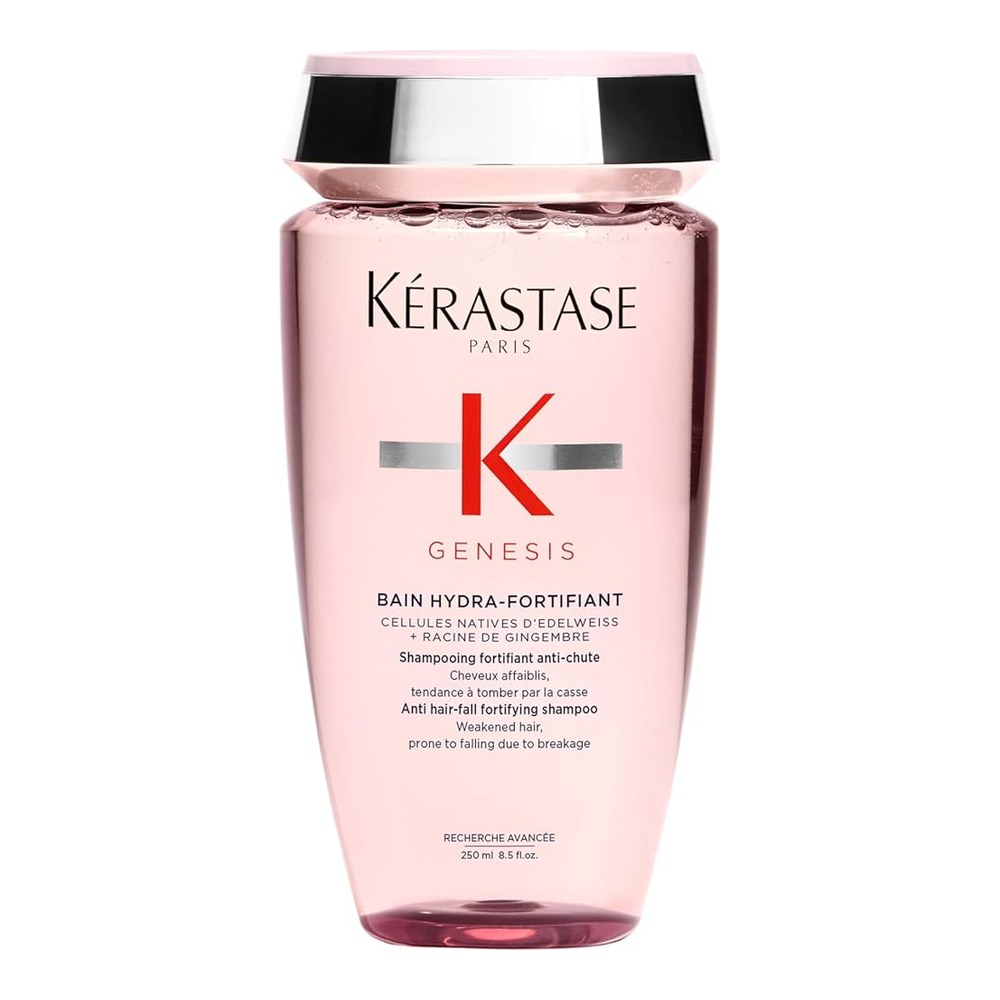 KÉRASTASE
PARIS
K
GENESIS
BAIN HYDRA-FORTIFIANT
CELLULES NATIVES D'EDELWEISS
+ RACINE DE GINGEMBRE
Shampooing fortifiant anti-chute
Cheveux affaiblis,
tendance à tomber par la casse
Anti hair-fall fortifying shampoo
Weakened hair,
prone to falling due to breakage
RECHERCHE AVANCÉE
250 ml 8.5 fl.oz.